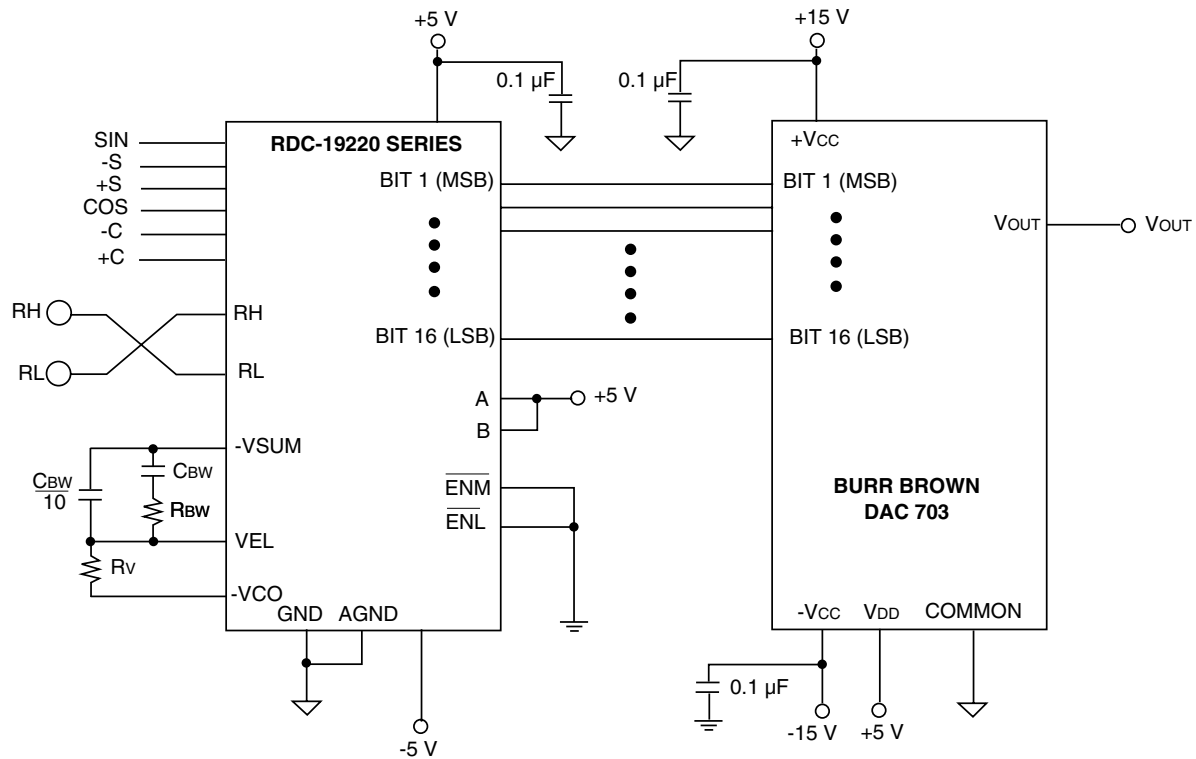 +5 V
+15 V
0.1 µF
0.1 µF
RDC-19220 SERIES
SIN
-S
+S
COS
-C
+C
BIT 1 (MSB)
+VCC
BIT 1 (MSB)
VOUT
VOUT
RH
RH
RL
RL
BIT 16 (LSB)
BIT 16 (LSB)
A
+5 V
B
-VSUM
CBW
CBW
10
RBW
ENM
ENL
BURR BROWN
DAC 703
VEL
RV
-VCO
GND
AGND
-VCC
VDD
COMMON
0.1 µF
-5 V
-15 V
+5 V